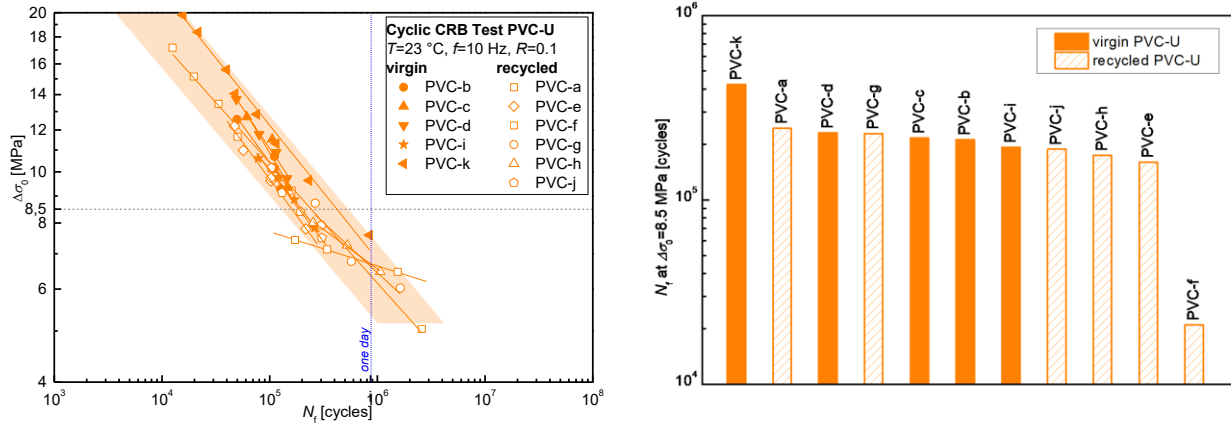 20
18
16
14
12
10
8,5
8
6
4
Δσ₀ [MPa]
Cyclic CRB Test PVC-U
T=23 °C, f=10 Hz, R=0.1
virgin recycled
PVC-b PVC-a
PVC-c PVC-e
PVC-d PVC-f
PVC-i PVC-g
PVC-k PVC-h
PVC-j
one day
10³ 10⁴ 10⁵ 10⁶ 10⁷ 10⁸
N_f [cycles]
10⁶
10⁵
10⁴
N_f at Δσ₀=8.5 MPa [cycles]
virgin PVC-U
recycled PVC-U
PVC-k
PVC-a
PVC-d
PVC-g
PVC-c
PVC-b
PVC-i
PVC-j
PVC-h
PVC-e
PVC-f